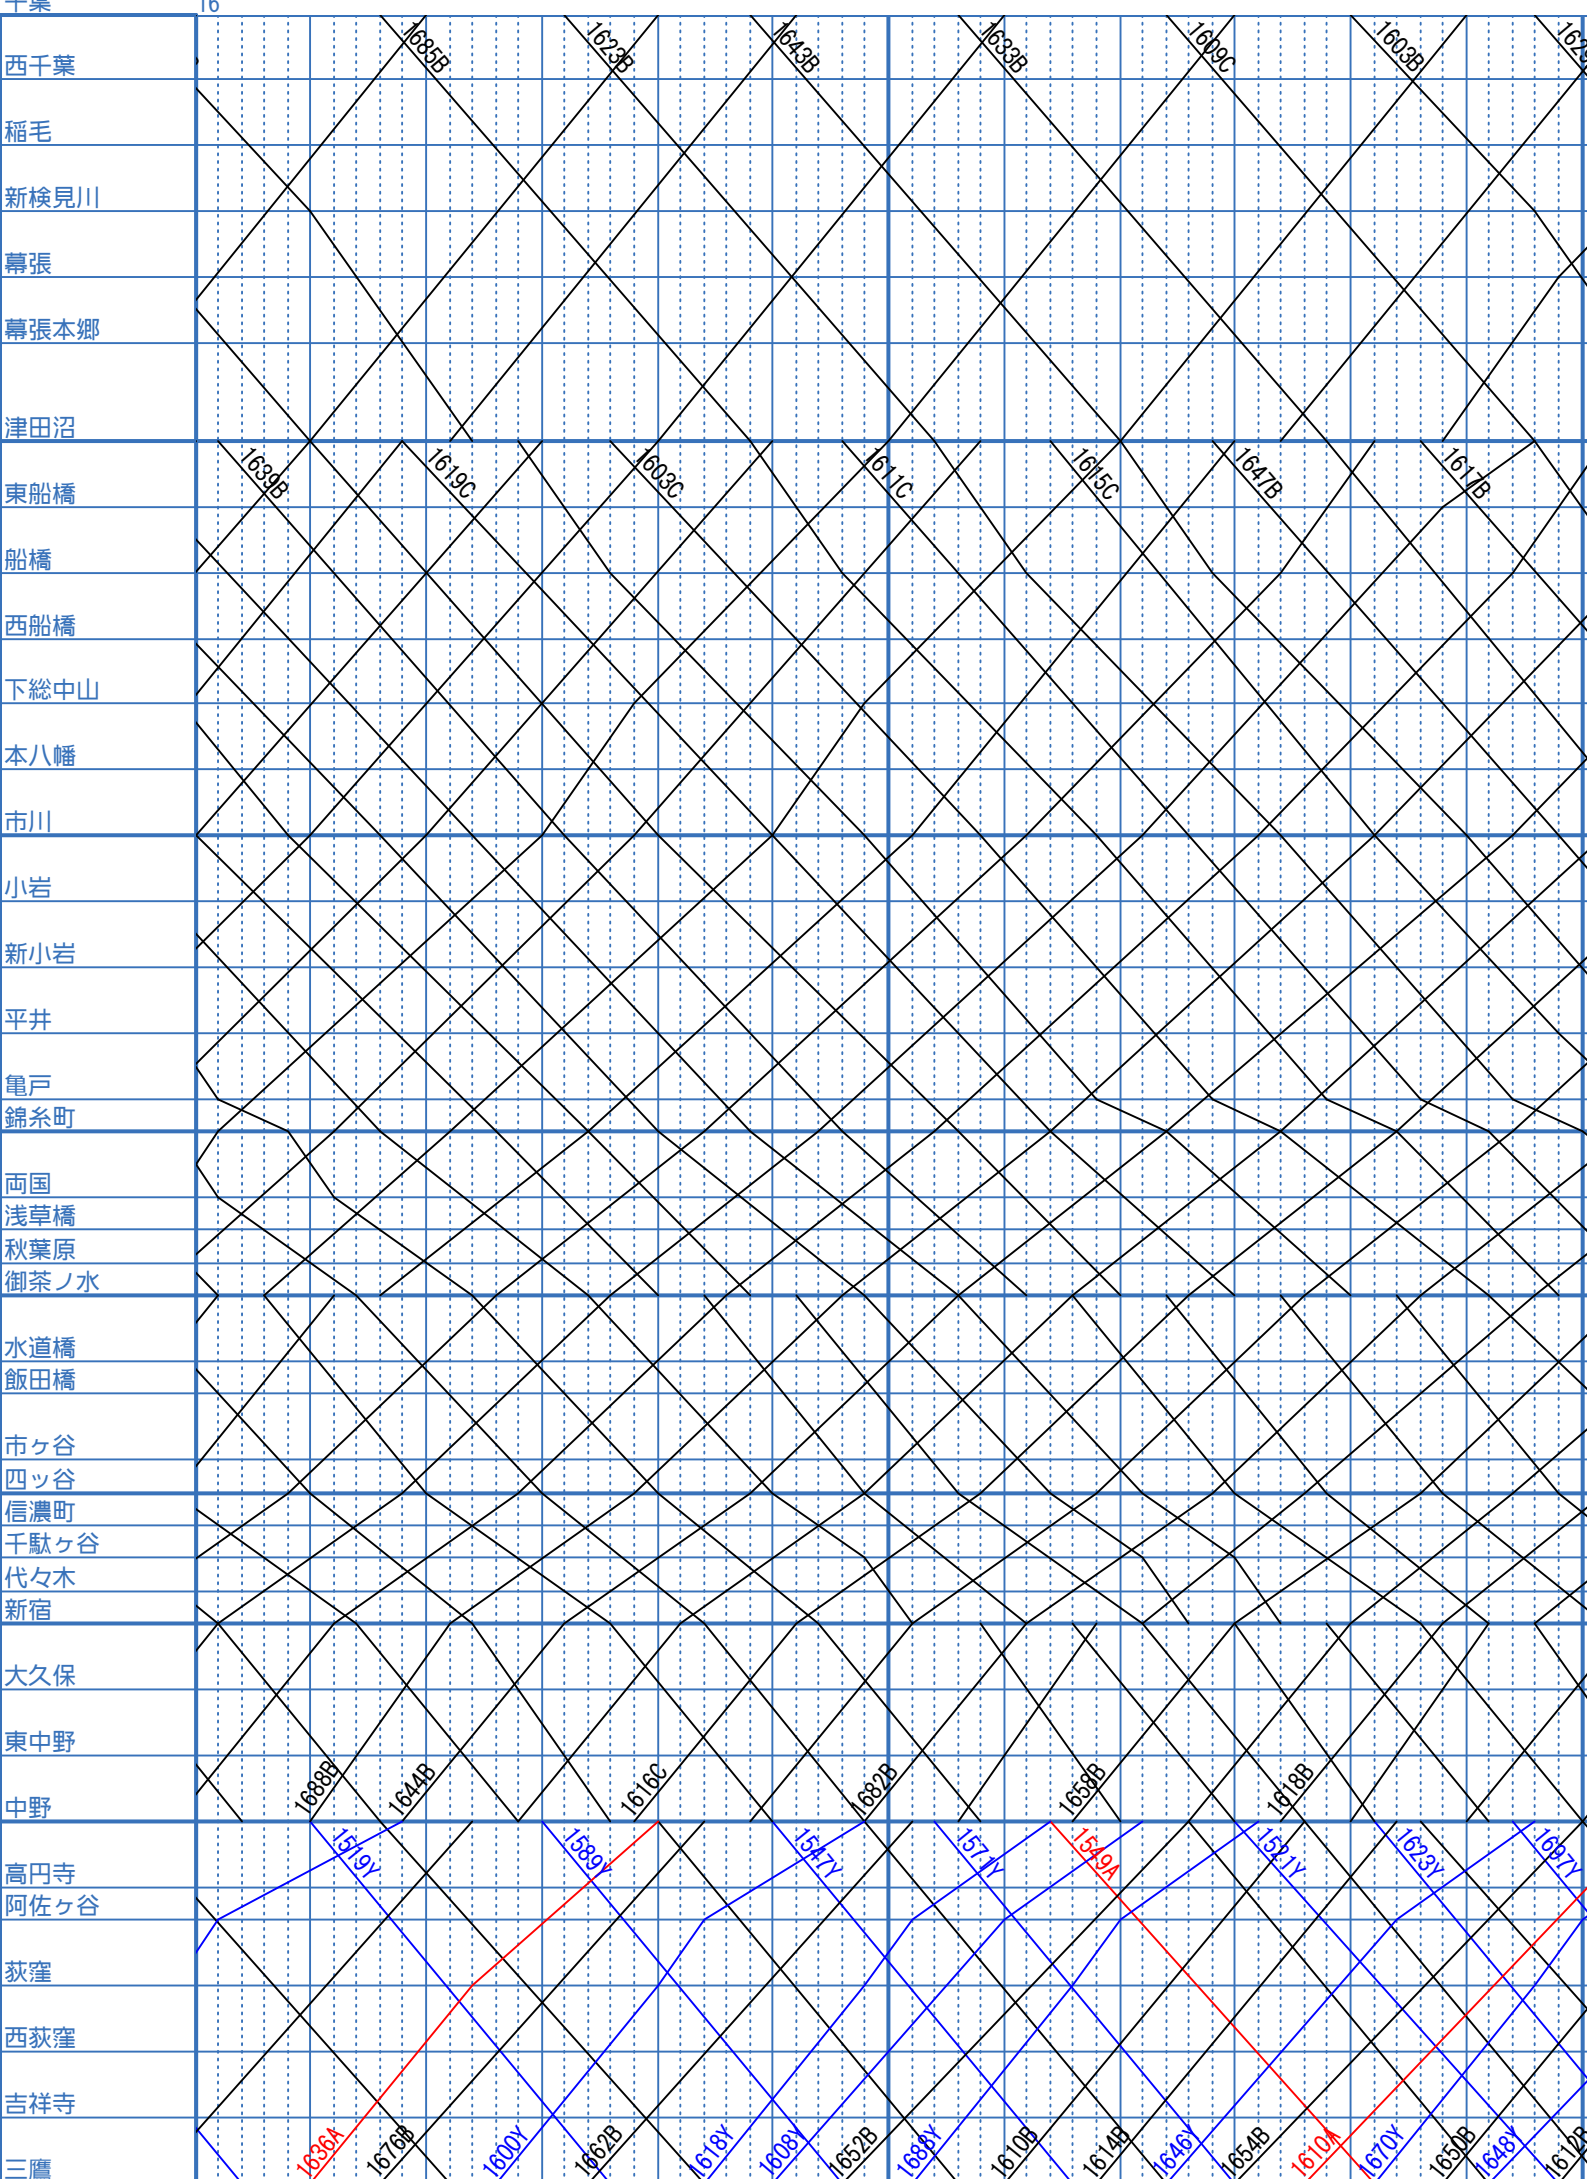 千葉
16
西千葉
1685B
1623B
1643B
1633B
1609C
1603B
稲毛
新検見川
幕張
幕張本郷
津田沼
1639B
1619C
1603C
1611C
1615C
1647B
1617B
東船橋
船橋
西船橋
下総中山
本八幡
市川
小岩
新小岩
平井
亀戸
錦糸町
両国
浅草橋
秋葉原
御茶ノ水
水道橋
飯田橋
市ヶ谷
四ッ谷
信濃町
千駄ヶ谷
代々木
新宿
大久保
東中野
中野
1688B
1644B
1616C
1682B
1658B
1618B
高円寺
1519Y
1589Y
1547Y
1571Y
1549A
1521Y
1623Y
1697Y
阿佐ヶ谷
荻窪
西荻窪
吉祥寺
三鷹
1636A
1676B
1600Y
1662B
1618Y
1608Y
1652B
1688Y
1610B
1614B
1646Y
1654B
1610A
1670Y
1650B
1648Y
1612B